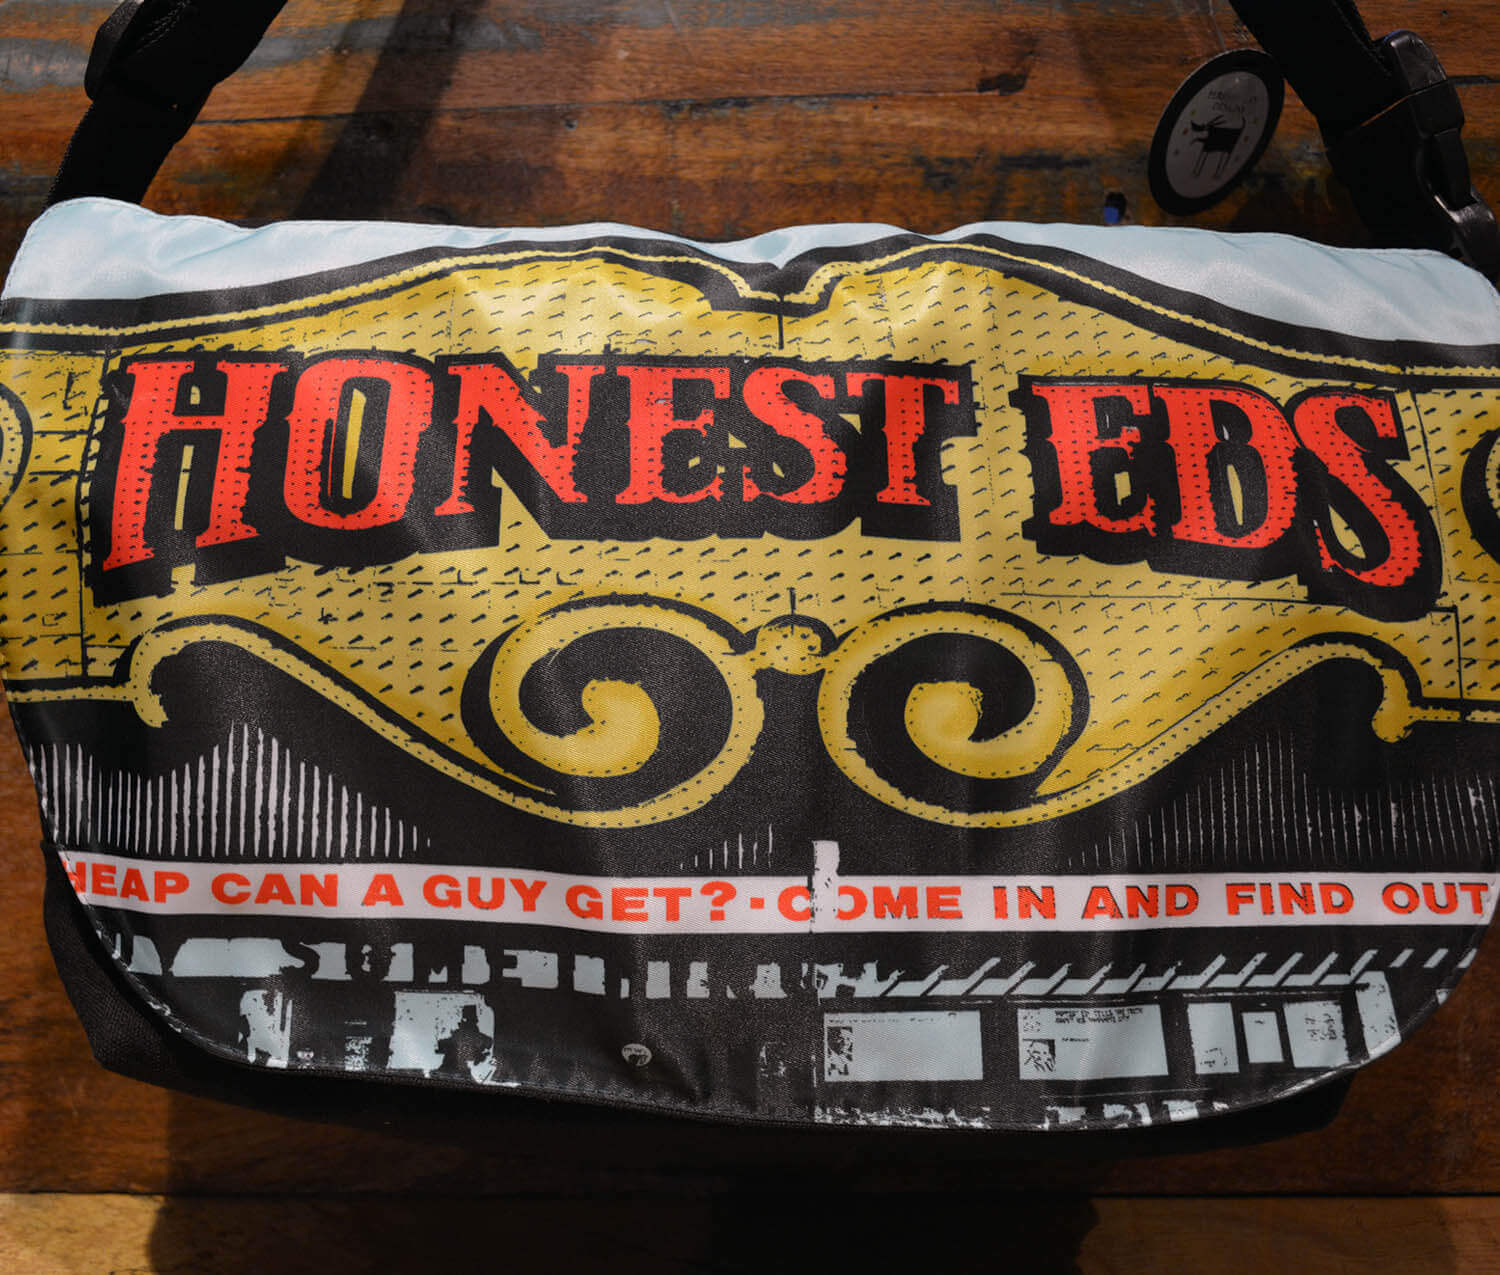 HONEST EDS
HEAP CAN A GUY GET? · COME IN AND FIND OUT